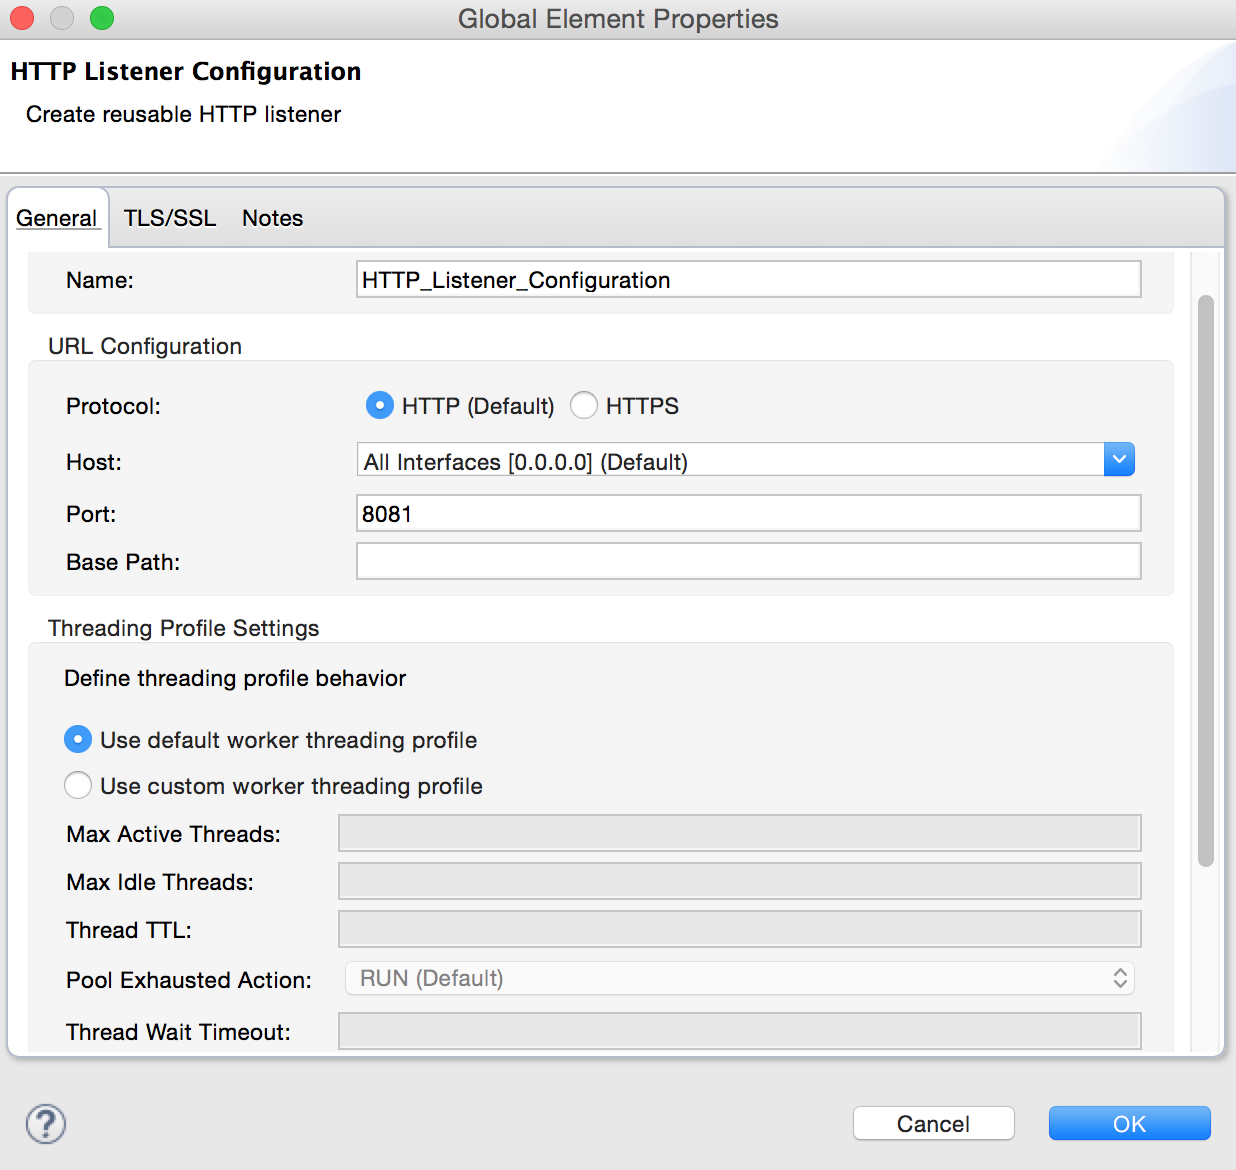 Global Element Properties
HTTP Listener Configuration
Create reusable HTTP listener
General TLS/SSL Notes
Name: HTTP_Listener_Configuration
URL Configuration
Protocol: HTTP (Default) HTTPS
Host: All Interfaces [0.0.0.0] (Default)
Port: 8081
Base Path:
Threading Profile Settings
Define threading profile behavior
Use default worker threading profile
Use custom worker threading profile
Max Active Threads:
Max Idle Threads:
Thread TTL:
Pool Exhausted Action: RUN (Default)
Thread Wait Timeout:
? Cancel OK